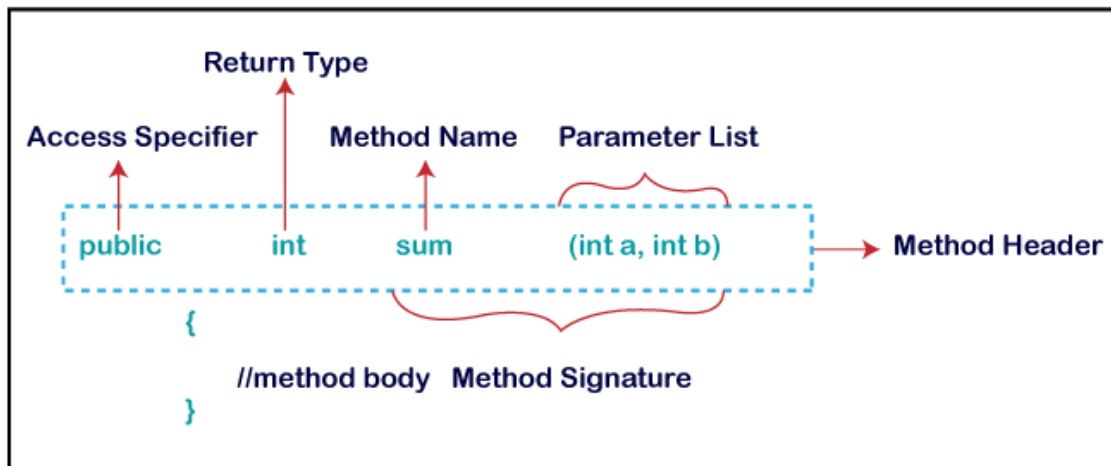 Return Type
Access Specifier Method Name Parameter List
public int sum (int a, int b) Method Header
{
//method body Method Signature
}